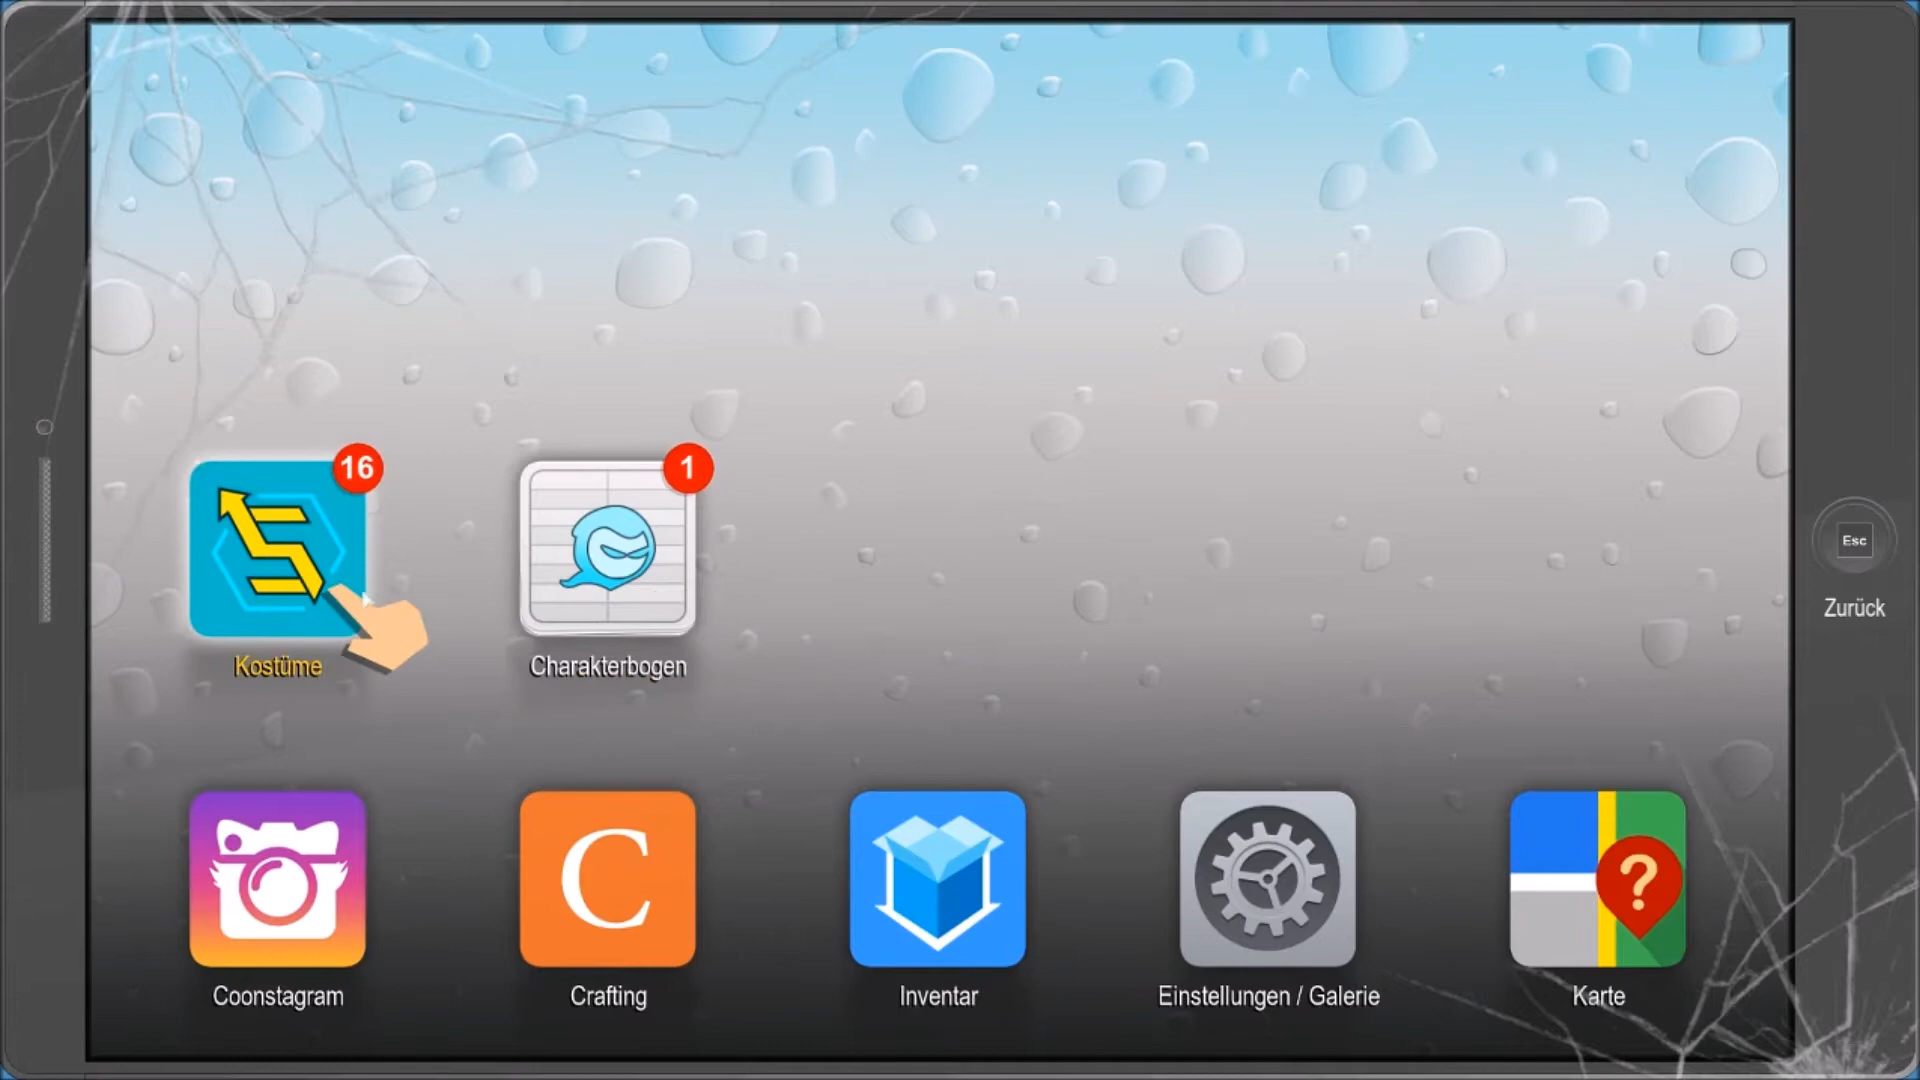 16
1
Esc
Zurück
Kostüme
Charakterbogen
C
?
Coonstagram
Crafting
Inventar
Einstellungen / Galerie
Karte